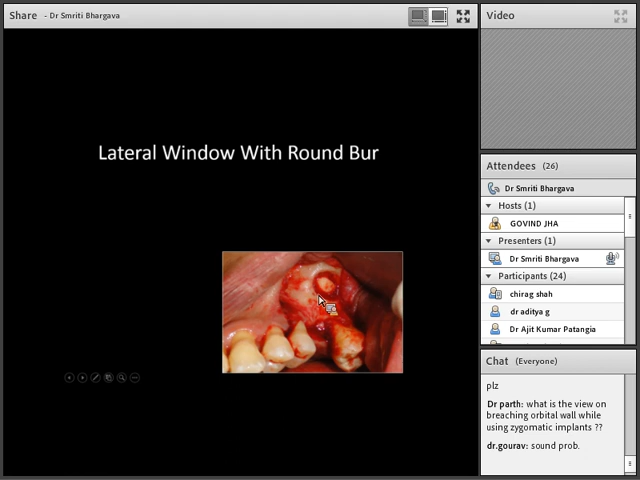 Share - Dr Smriti Bhargava
Lateral Window With Round Bur
Video
Attendees (26)
Dr Smriti Bhargava
Hosts (1)
GOVIND JHA
Presenters (1)
Dr Smriti Bhargava
Participants (24)
chirag shah
dr aditya g
Dr Ajit Kumar Patangia
Chat (Everyone)
plz
Dr parth: what is the view on
breaching orbital wall while
using zygomatic implants ??
dr.gourav: sound prob.